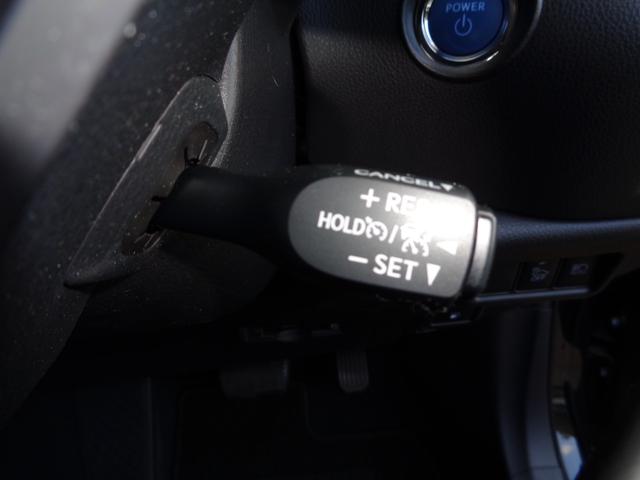 POWER
CANCEL▼
+ RES
HOLD / ◄
− SET ▼